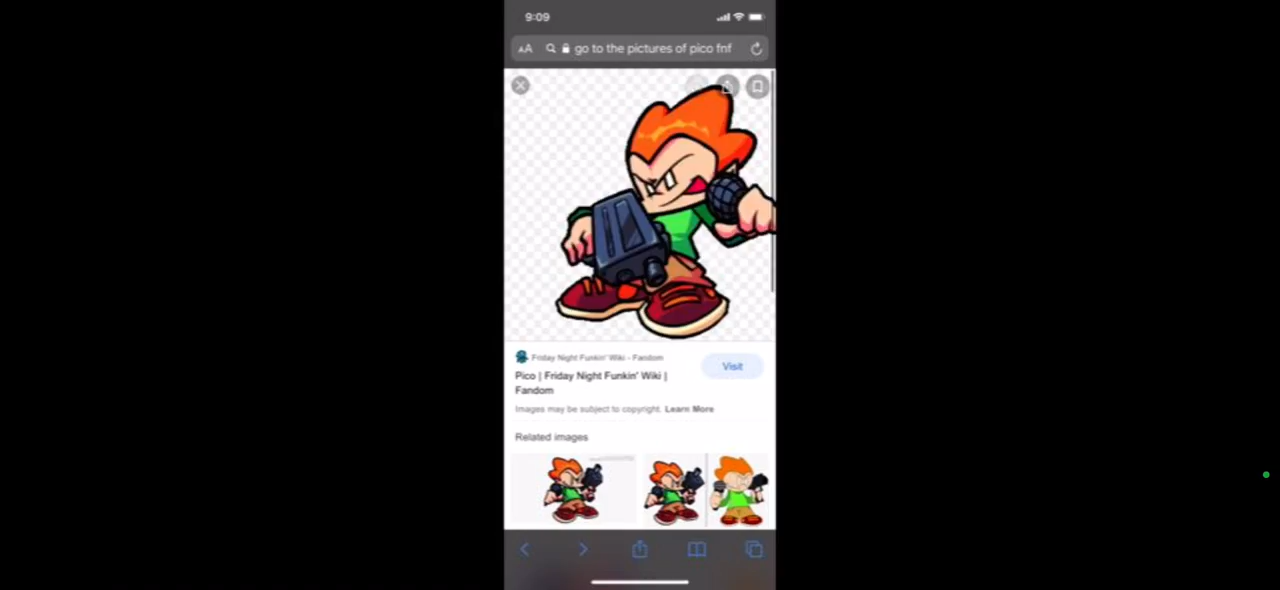 9:09
AA go to the pictures of pico fnf
Friday Night Funkin' Wiki - Fandom
Visit
Pico | Friday Night Funkin' Wiki |
Fandom
Images may be subject to copyright. Learn More
Related images